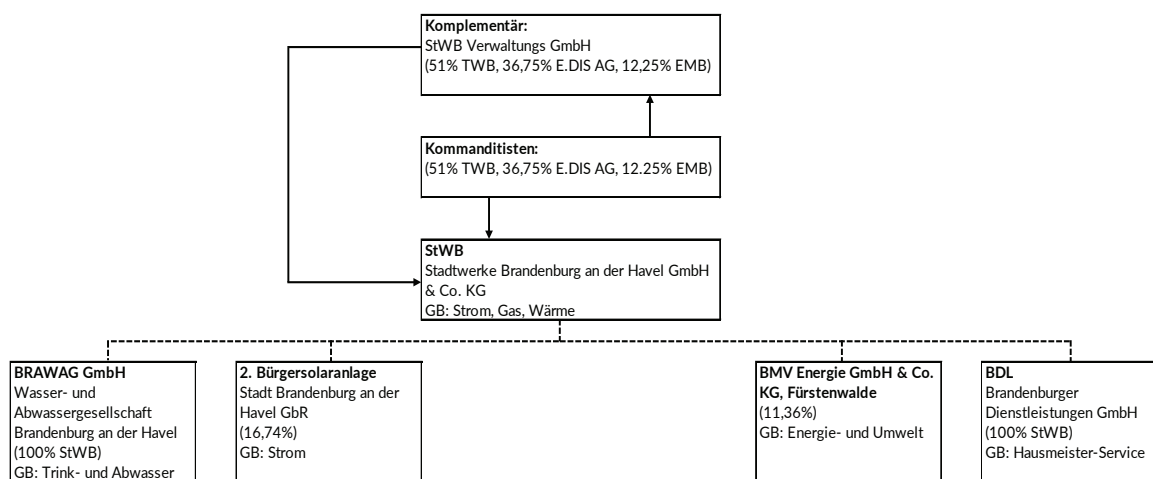 Komplementär:
StWB Verwaltungs GmbH
(51% TWB, 36,75% E.DIS AG, 12,25% EMB)
Kommanditisten:
(51% TWB, 36,75% E.DIS AG, 12.25% EMB)
StWB
Stadtwerke Brandenburg an der Havel GmbH
& Co. KG
GB: Strom, Gas, Wärme
BRAWAG GmbH
Wasser- und
Abwassergesellschaft
Brandenburg an der Havel
(100% StWB)
GB: Trink- und Abwasser
2. Bürgersolaranlage
Stadt Brandenburg an der
Havel GbR
(16,74%)
GB: Strom
BMV Energie GmbH & Co.
KG, Fürstenwalde
(11,36%)
GB: Energie- und Umwelt
BDL
Brandenburger
Dienstleistungen GmbH
(100% StWB)
GB: Hausmeister-Service